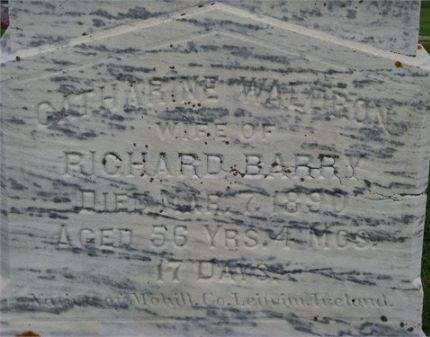 CATHARINE WALDRON
WIFE OF
RICHARD BARRY
DIED MAR. 7, 1890
AGED 56 YRS. 4 MOS.
17 DAYS.
Native of Mohill, Co. Leitrim, Ireland.